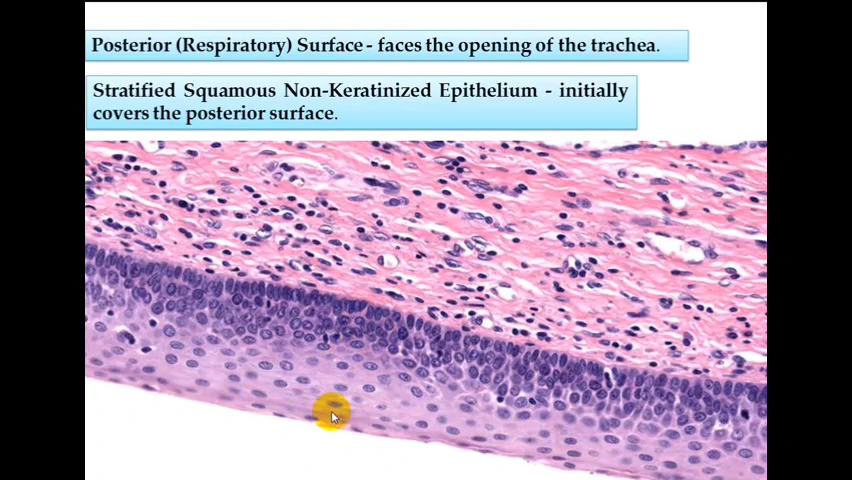 Posterior (Respiratory) Surface - faces the opening of the trachea.
Stratified Squamous Non-Keratinized Epithelium - initially
covers the posterior surface.